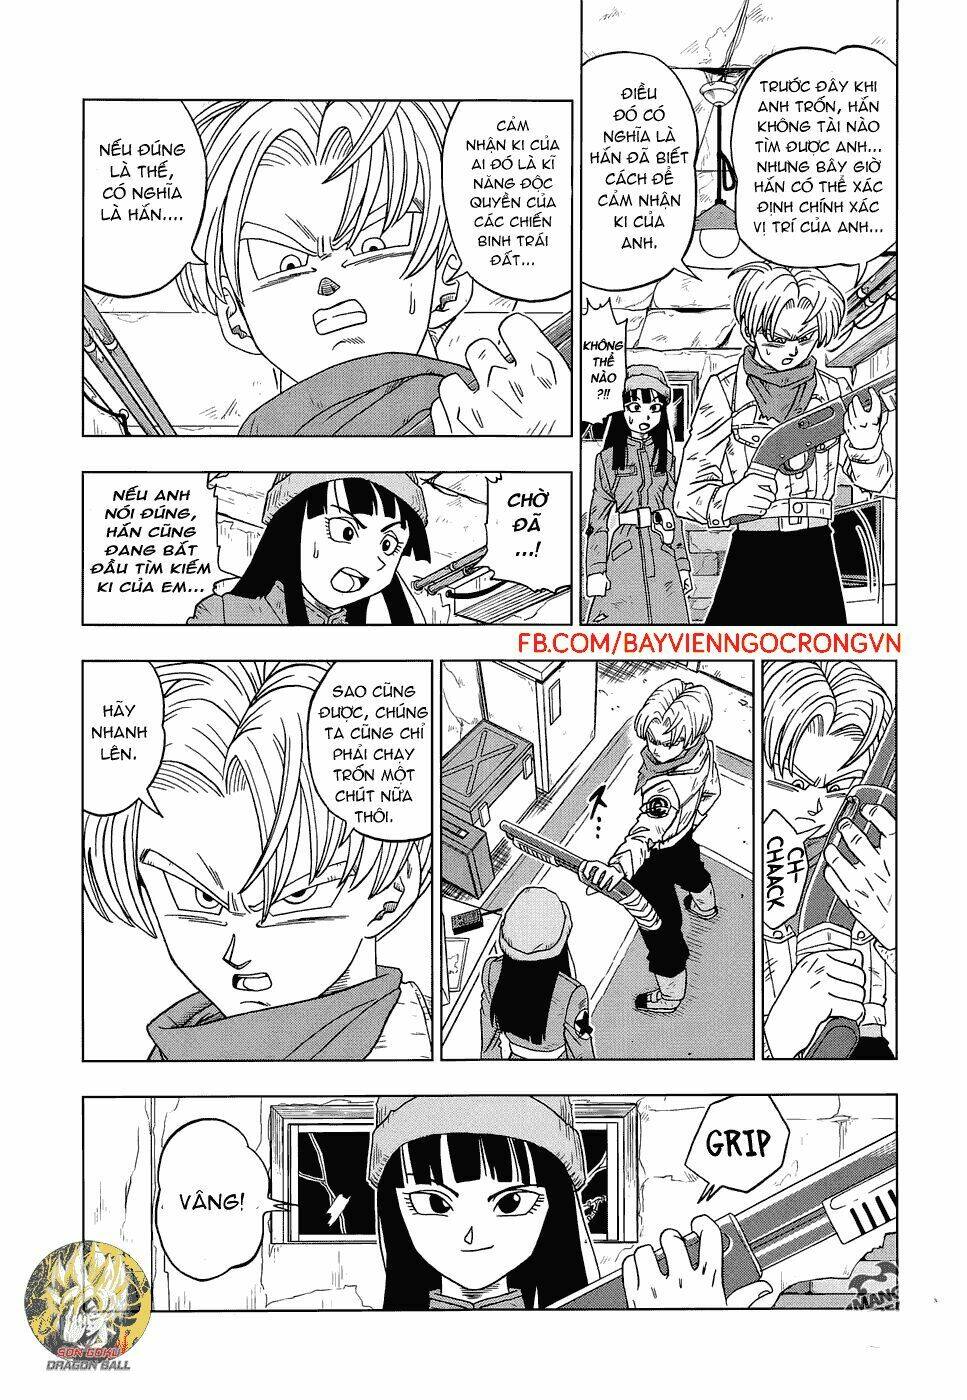 TRƯỚC ĐÂY KHI
ANH TRỐN, HẮN
KHÔNG TÀI NÀO
TÌM ĐƯỢC ANH...
NHƯNG BÂY GIỜ
HẮN CÓ THỂ XÁC
ĐỊNH CHÍNH XÁC
VỊ TRÍ CỦA ANH...
ĐIỀU
ĐÓ CÓ
NGHĨA LÀ
HẮN ĐÃ BIẾT
CÁCH ĐỂ
CẢM NHẬN
KI CỦA
ANH.
KHÔNG
THỂ
NÀO
?!!
CẢM
NHẬN KI CỦA
AI ĐÓ LÀ KĨ
NĂNG ĐỘC
QUYỀN CỦA
CÁC CHIẾN
BINH TRÁI
ĐẤT...
NẾU ĐÚNG
LÀ THẾ,
CÓ NGHĨA
LÀ HẮN....
CHỜ
ĐÃ
...!
NẾU ANH
NÓI ĐÚNG,
HẮN CŨNG
ĐANG BẮT
ĐẦU TÌM KIẾM
KI CỦA EM...
FB.COM/BAYVIENNGOCRONGVN
CH-
CHAACK
SAO CŨNG
ĐƯỢC, CHÚNG
TA CŨNG CHỈ
PHẢI CHẠY
TRỐN MỘT
CHÚT NỮA
THÔI.
HÃY
NHANH
LÊN.
GRIP
VÂNG!
SON GOKU
DRAGON BALL